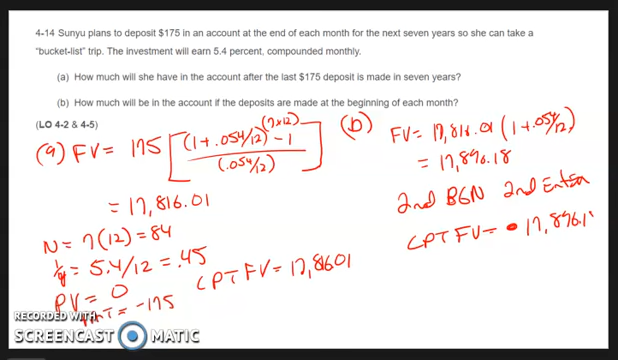 4-14 Sunyu plans to deposit $175 in an account at the end of each month for the next seven years so she can take a
"bucket-list" trip. The investment will earn 5.4 percent, compounded monthly.
(a) How much will she have in the account after the last $175 deposit is made in seven years?
(b) How much will be in the account if the deposits are made at the beginning of each month?
(LO 4-2 & 4-5)
(a) FV = 175 [ (1 + .054/12)^(7x12) - 1 / (.054/12) ]
= 17,816.01
N = 7(12) = 84
I/Y = 5.4/12 = .45
PV = 0
PMT = -175
CPT FV = 17,816.01
(b) FV = 17,816.01 (1 + .054/12)
= 17,896.18
2nd BGN 2nd Enter
CPT FV = 17,896.18
RECORDED WITH
SCREENCAST MATIC